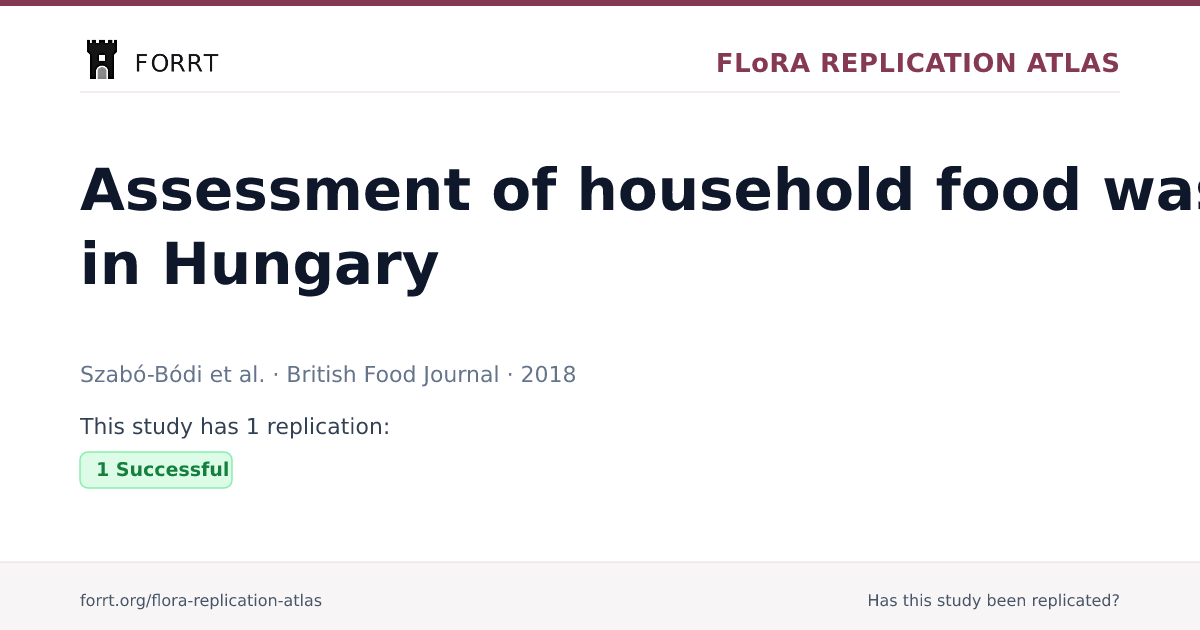 FORRT
FLoRA REPLICATION ATLAS
Assessment of household food
in Hungary
Szabó-Bódi et al. · British Food Journal · 2018
This study has 1 replication:
1 Successful
forrt.org/flora-replication-atlas
Has this study been replicated?